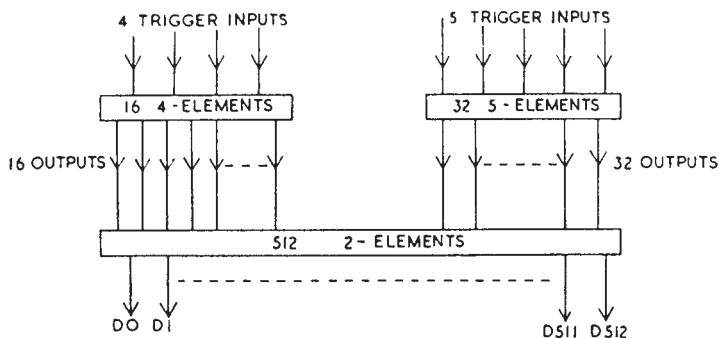 4 TRIGGER INPUTS
5 TRIGGER INPUTS
16 4-ELEMENTS
32 5-ELEMENTS
16 OUTPUTS
32 OUTPUTS
512 2-ELEMENTS
D0 D1
D511 D512